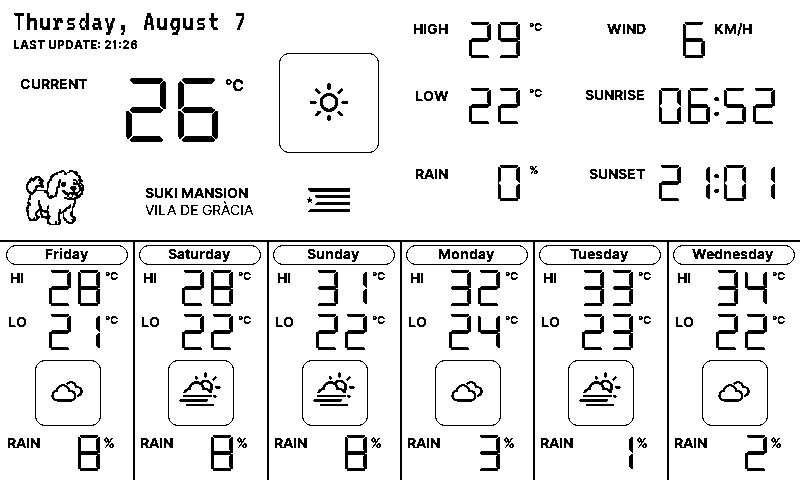 Thursday, August 7
LAST UPDATE: 21:26
CURRENT 26 °C
SUKI MANSION
VILA DE GRÀCIA
HIGH 29 °C
LOW 22 °C
RAIN 0 %
WIND 6 KM/H
SUNRISE 06:52
SUNSET 21:01
Friday
HI 28 °C
LO 21 °C
RAIN 8 %
Saturday
HI 28 °C
LO 22 °C
RAIN 8 %
Sunday
HI 31 °C
LO 22 °C
RAIN 8 %
Monday
HI 32 °C
LO 24 °C
RAIN 3 %
Tuesday
HI 33 °C
LO 23 °C
RAIN 1 %
Wednesday
HI 34 °C
LO 22 °C
RAIN 2 %